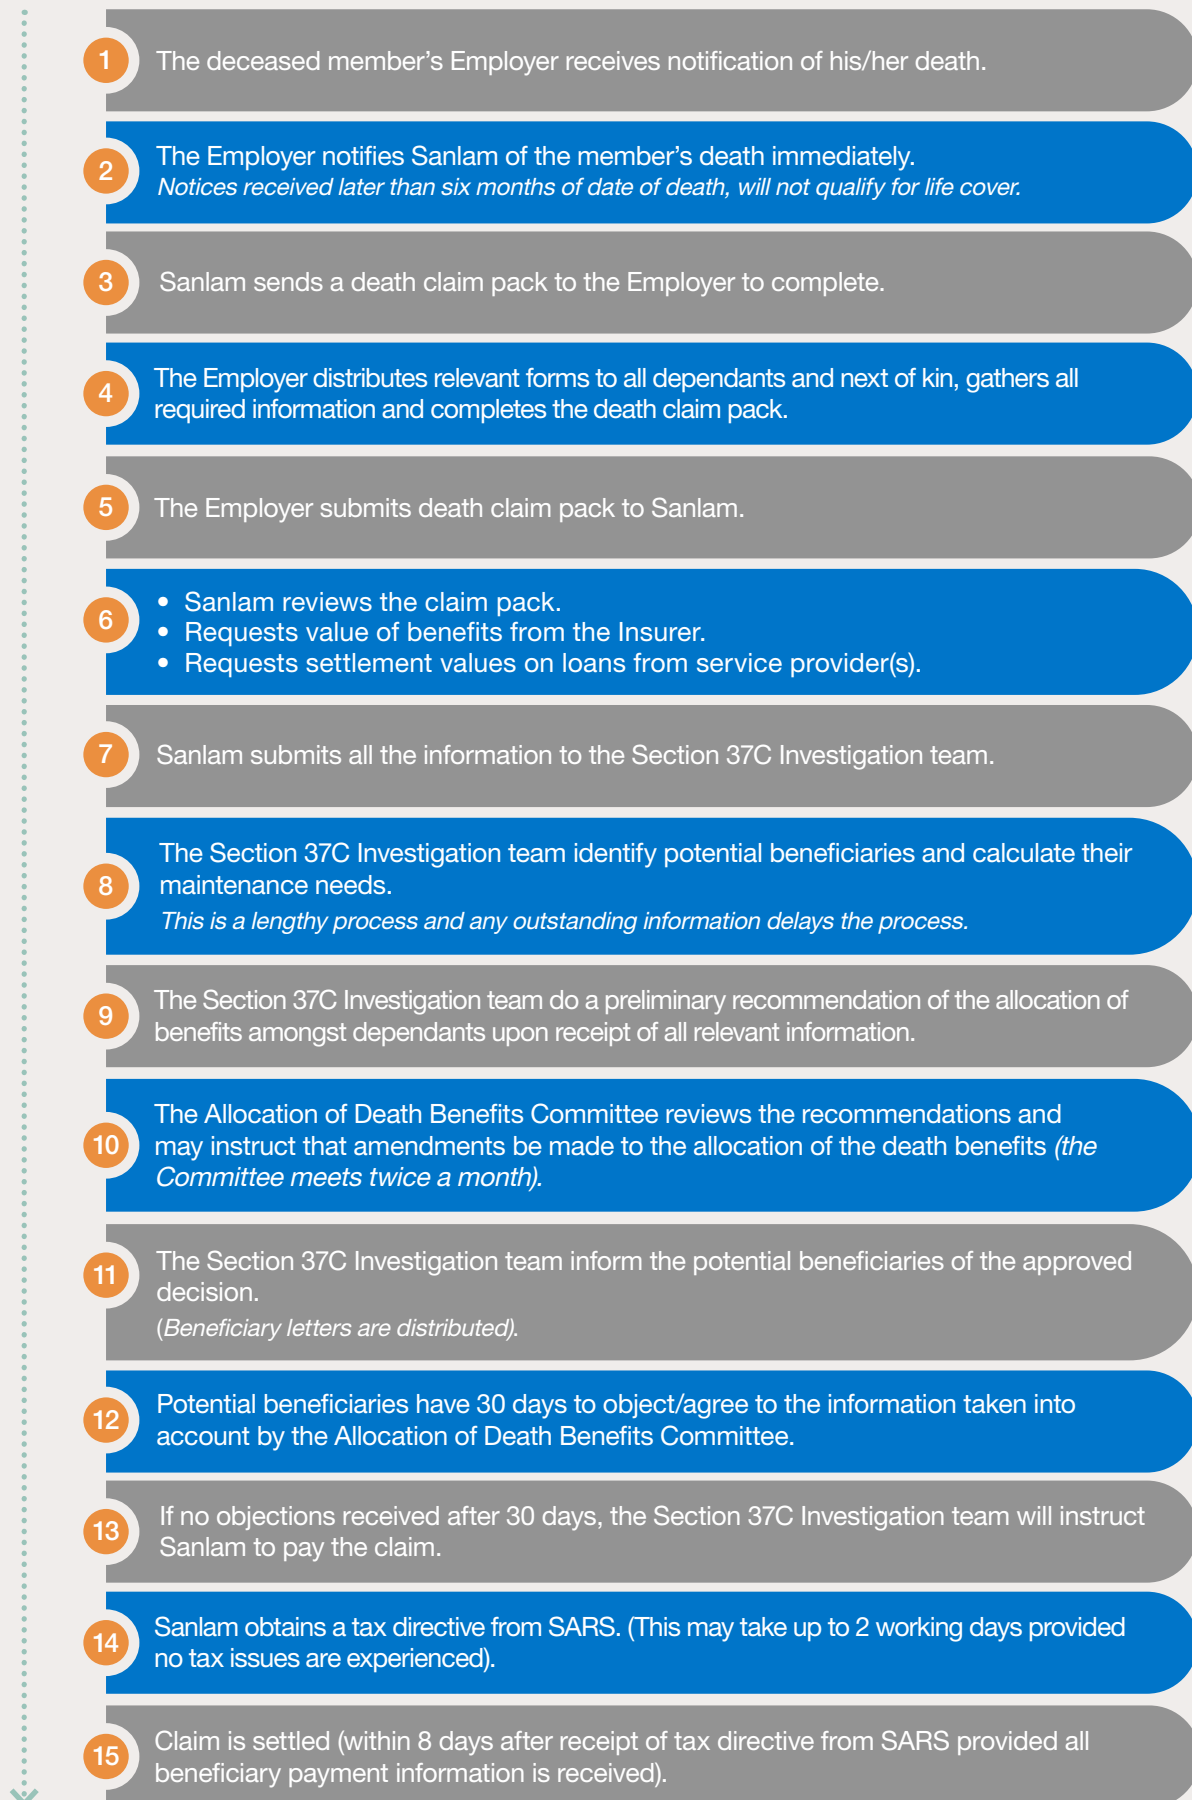 1
The deceased member's Employer receives notification of his/her death.
2
The Employer notifies Sanlam of the member's death immediately.
Notices received later than six months of date of death, will not qualify for life cover.
3
Sanlam sends a death claim pack to the Employer to complete.
4
The Employer distributes relevant forms to all dependants and next of kin, gathers all
required information and completes the death claim pack.
5
The Employer submits death claim pack to Sanlam.
6
• Sanlam reviews the claim pack.
• Requests value of benefits from the Insurer.
• Requests settlement values on loans from service provider(s).
7
Sanlam submits all the information to the Section 37C Investigation team.
8
The Section 37C Investigation team identify potential beneficiaries and calculate their
maintenance needs.
This is a lengthy process and any outstanding information delays the process.
9
The Section 37C Investigation team do a preliminary recommendation of the allocation of
benefits amongst dependants upon receipt of all relevant information.
10
The Allocation of Death Benefits Committee reviews the recommendations and
may instruct that amendments be made to the allocation of the death benefits (the
Committee meets twice a month).
11
The Section 37C Investigation team inform the potential beneficiaries of the approved
decision.
(Beneficiary letters are distributed).
12
Potential beneficiaries have 30 days to object/agree to the information taken into
account by the Allocation of Death Benefits Committee.
13
If no objections received after 30 days, the Section 37C Investigation team will instruct
Sanlam to pay the claim.
14
Sanlam obtains a tax directive from SARS. (This may take up to 2 working days provided
no tax issues are experienced).
15
Claim is settled (within 8 days after receipt of tax directive from SARS provided all
beneficiary payment information is received).